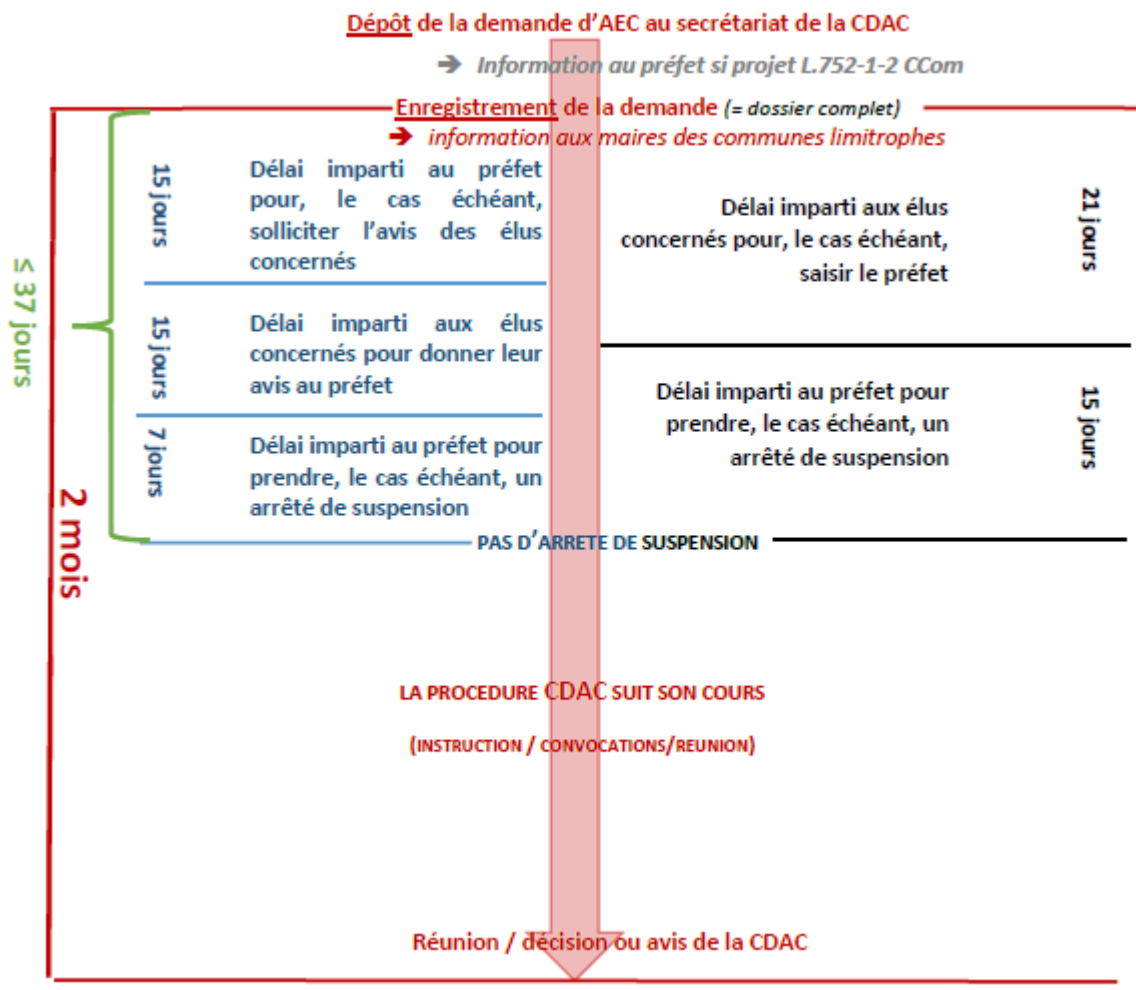 Dépôt de la demande d'AEC au secrétariat de la CDAC
➔ Information au préfet si projet L.752-1-2 CCom
Enregistrement de la demande (= dossier complet)
➔ information aux maires des communes limitrophes
≤ 37 jours
2 mois
15 jours
Délai imparti au préfet
pour, le cas échéant,
solliciter l'avis des élus
concernés
15 jours
Délai imparti aux élus
concernés pour donner leur
avis au préfet
7 jours
Délai imparti au préfet pour
prendre, le cas échéant, un
arrêté de suspension
Délai imparti aux élus
concernés pour, le cas échéant,
saisir le préfet
21 jours
Délai imparti au préfet pour
prendre, le cas échéant, un
arrêté de suspension
15 jours
PAS D'ARRETE DE SUSPENSION
LA PROCEDURE CDAC SUIT SON COURS
(INSTRUCTION / CONVOCATIONS/REUNION)
Réunion / décision ou avis de la CDAC